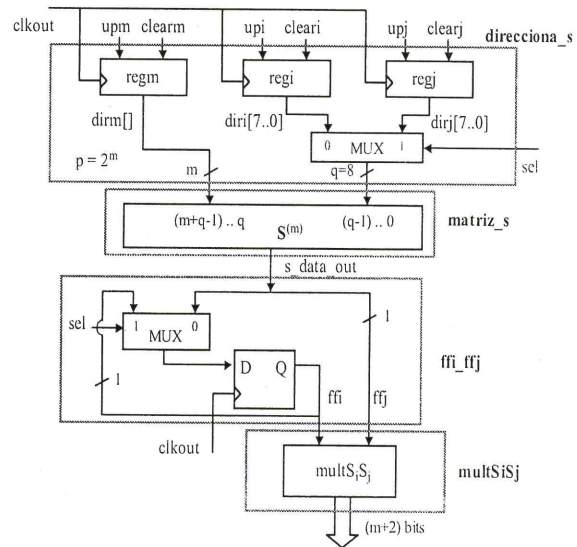 clkout
upm clearm
upi cleari
upj clearj
direcciona_s
regm
regi
regj
dirm[]
diri[7..0]
dirj[7..0]
0 MUX i
p = 2^m
m
q=8
sel
(m+q-1) .. q
(q-1) .. 0
S^(m)
matriz_s
s_data_out
sel
1 MUX 0
1
D Q
1
ffi
ffj
ffi_ffj
clkout
multS_iS_j
multSiSj
(m+2) bits